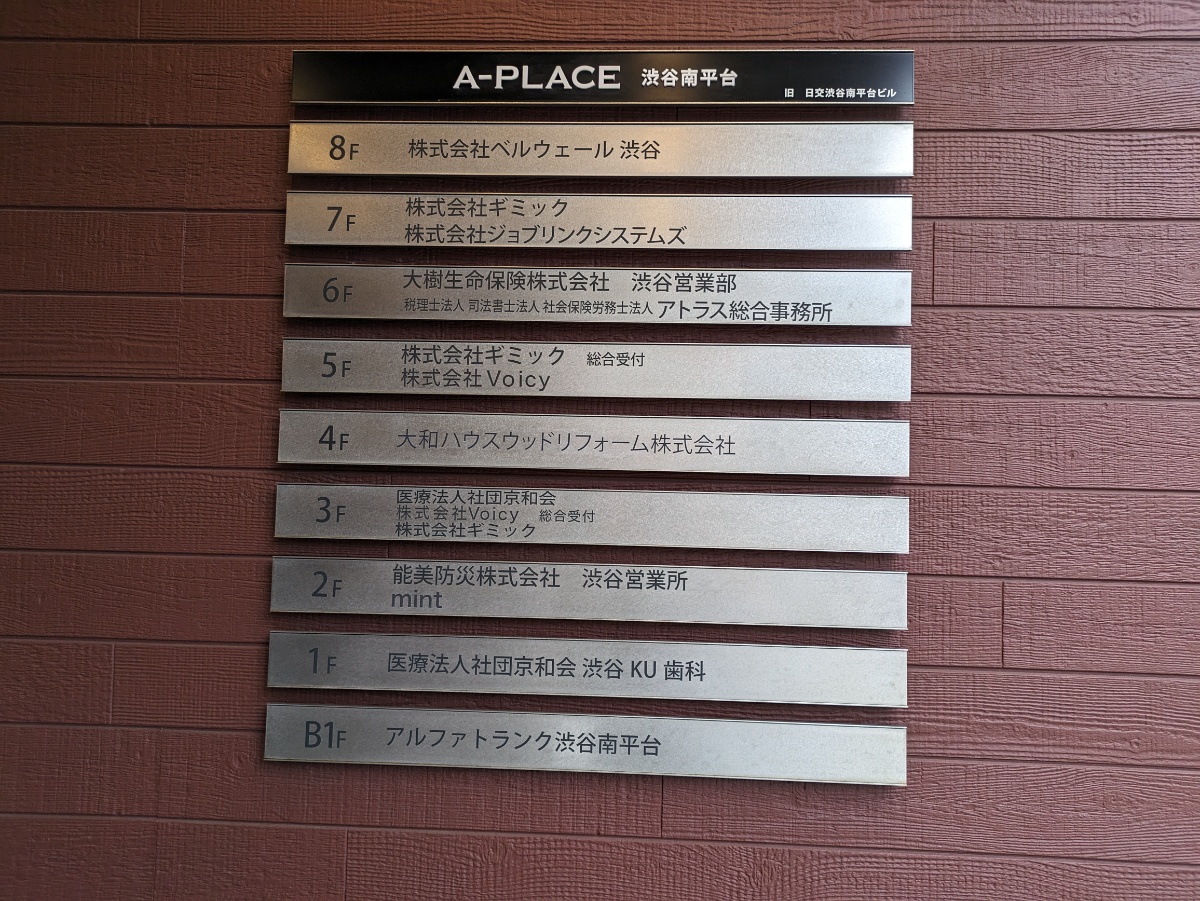 A-PLACE 渋谷南平台
旧 日交渋谷南平台ビル
8F 株式会社ベルウェール 渋谷
7F 株式会社ギミック
株式会社ジョブリンクシステムズ
6F 大樹生命保険株式会社 渋谷営業部
税理士法人 司法書士法人 社会保険労務士法人 アトラス総合事務所
5F 株式会社ギミック 総合受付
株式会社Voicy
4F 大和ハウスウッドリフォーム株式会社
3F 医療法人社団京和会
株式会社Voicy 総合受付
株式会社ギミック
2F 能美防災株式会社 渋谷営業所
mint
1F 医療法人社団京和会 渋谷 KU 歯科
B1F アルファトランク渋谷南平台